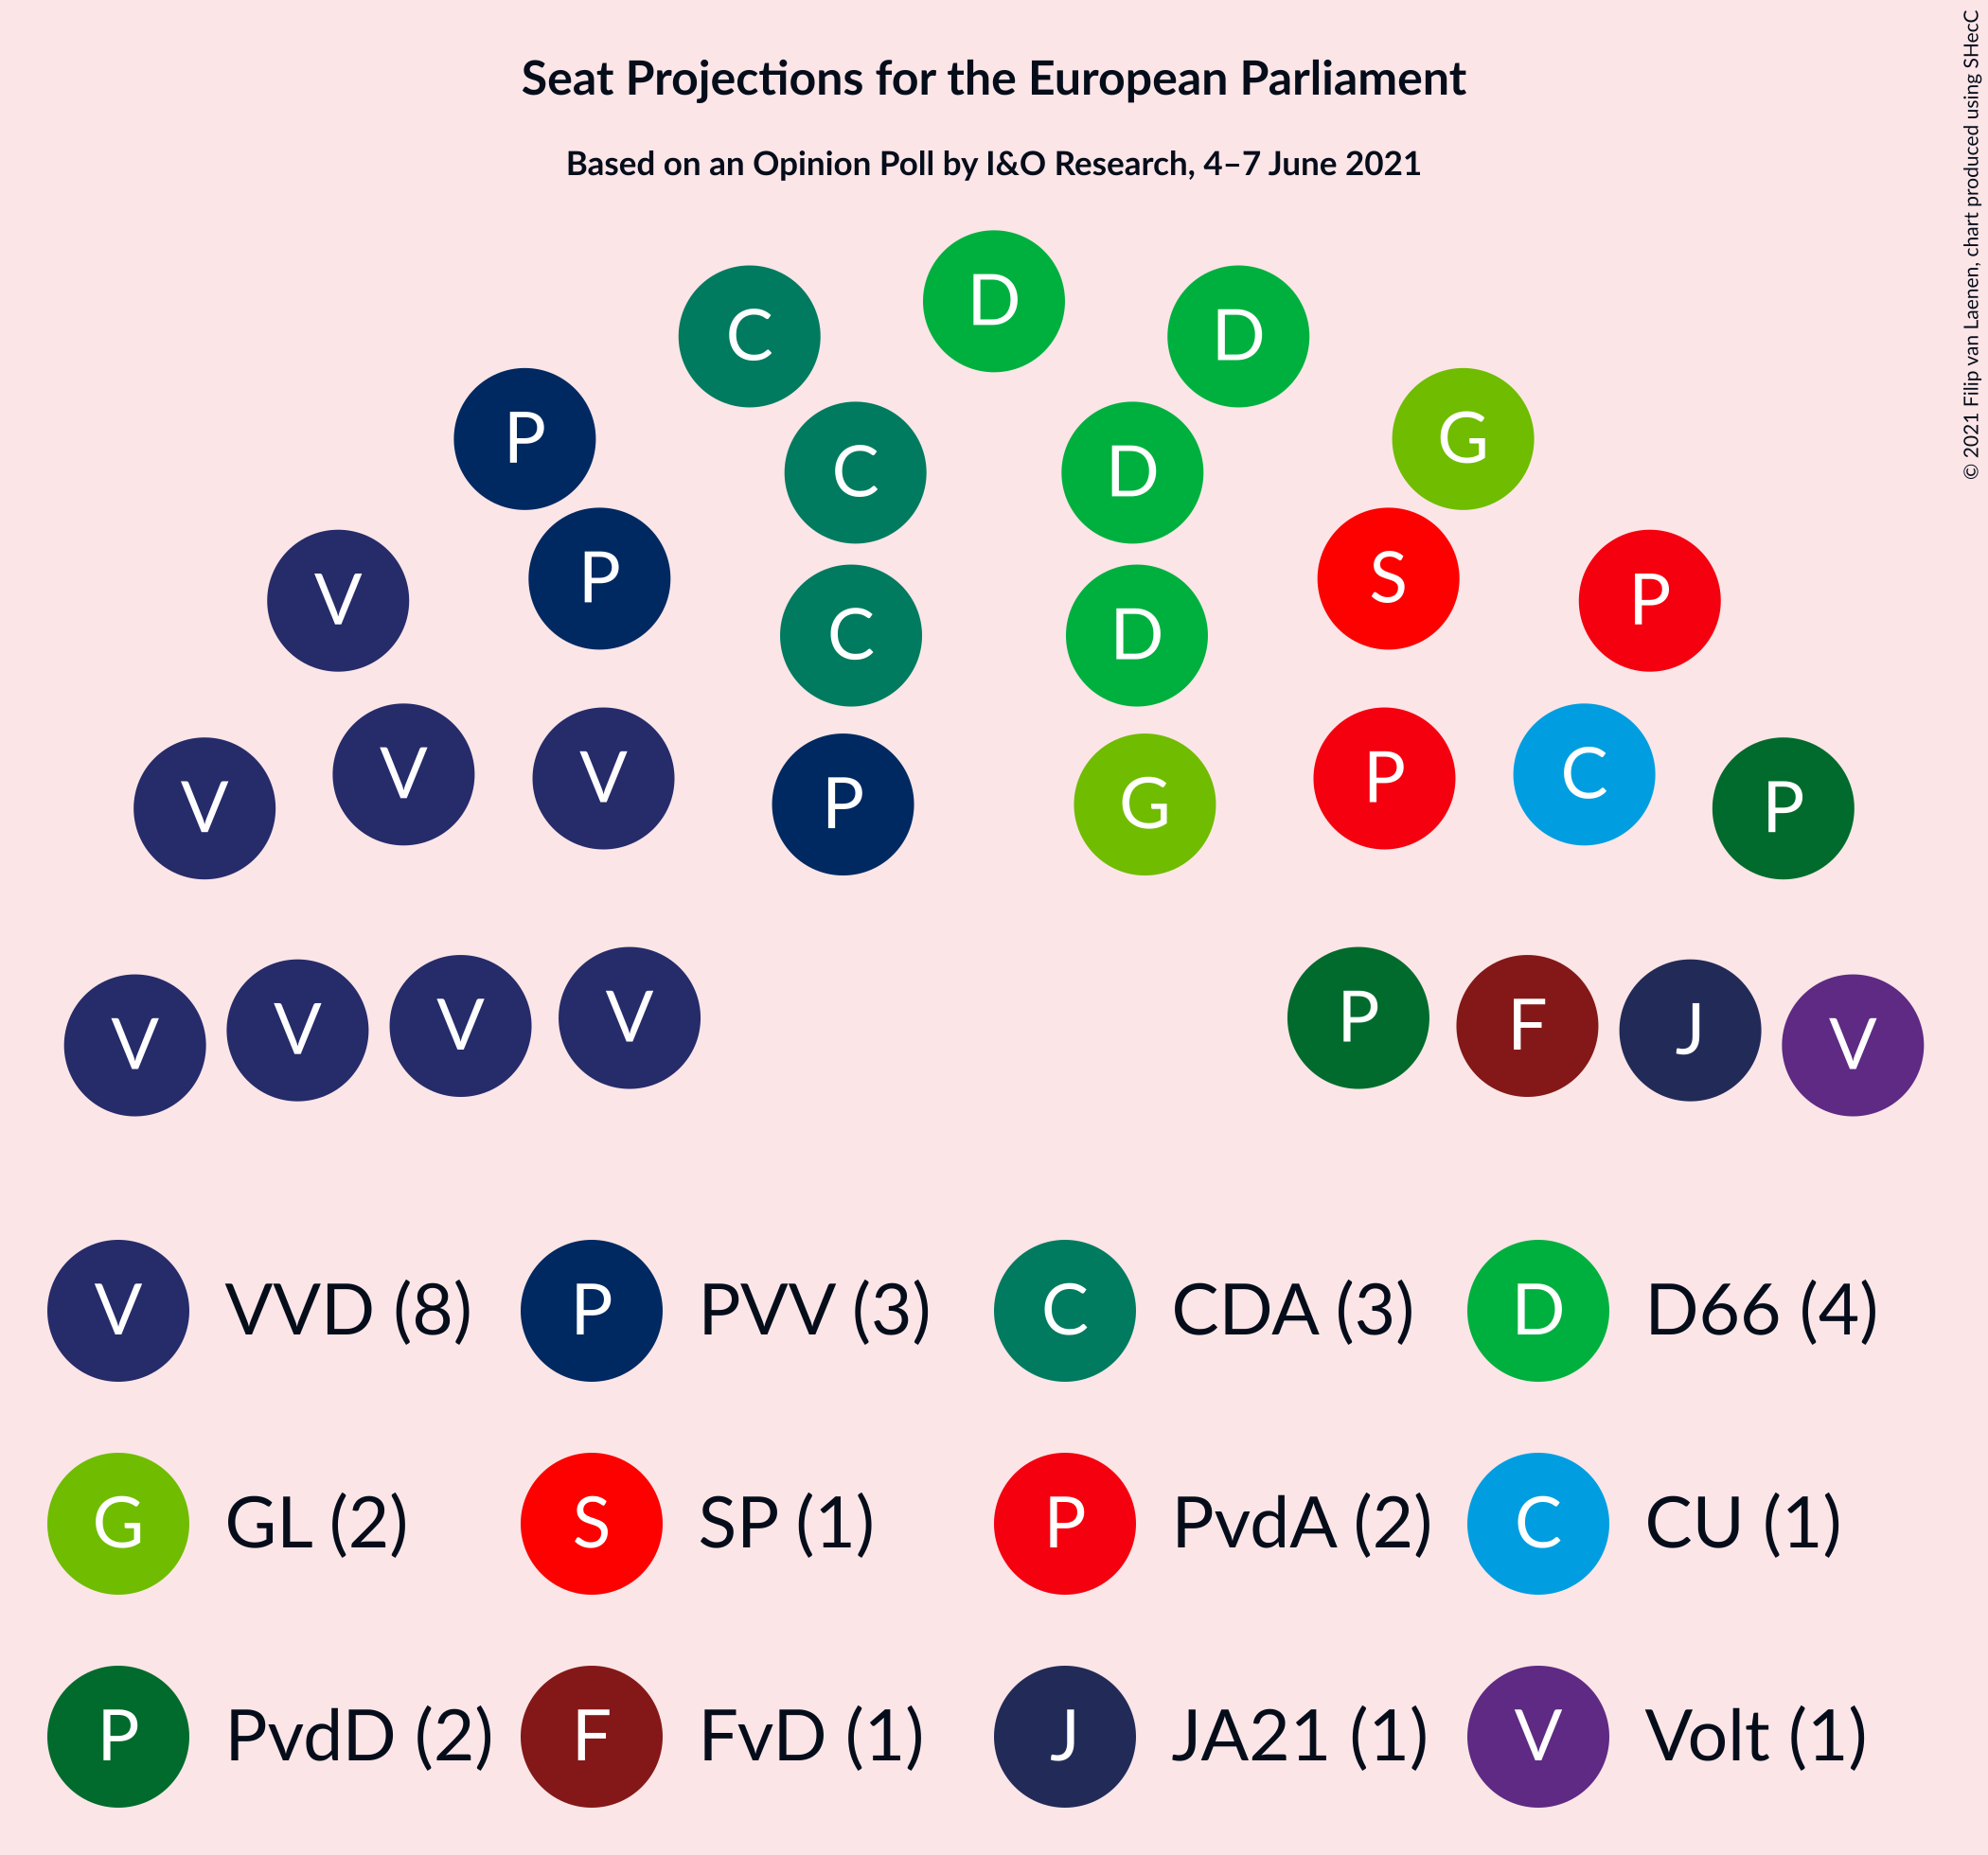 Seat Projections for the European Parliament
Based on an Opinion Poll by I&O Research, 4–7 June 2021
© 2021 Filip van Laenen, chart produced using SHecC
D
C D
P G
C D
P S
V P
C D
V C
V P
P G
V P
V P
F
V J
V V
V VVD (8) P PVV (3) C CDA (3) D D66 (4)
G GL (2) S SP (1) P PvdA (2) C CU (1)
P PvdD (2) F FvD (1) J JA21 (1) V Volt (1)